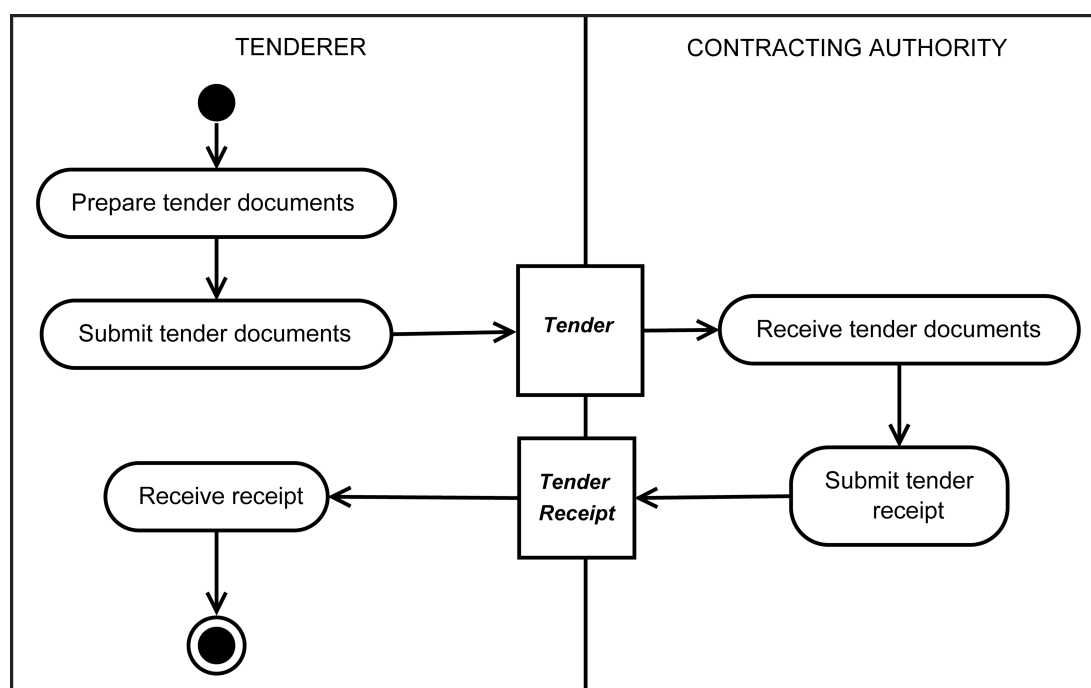 TENDERER
CONTRACTING AUTHORITY
Prepare tender documents
Submit tender documents
Tender
Receive tender documents
Receive receipt
Tender
Receipt
Submit tender
receipt